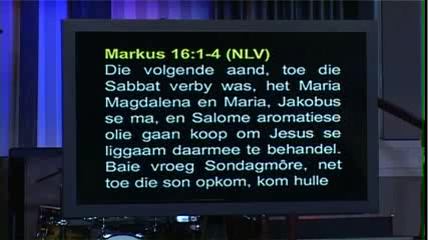 Markus 16:1-4 (NLV)
Die volgende aand, toe die
Sabbat verby was, het Maria
Magdalena en Maria, Jakobus
se ma, en Salome aromatiese
olie gaan koop om Jesus se
liggaam daarmee te behandel.
Baie vroeg Sondagmôre, net
toe die son opkom, kom hulle